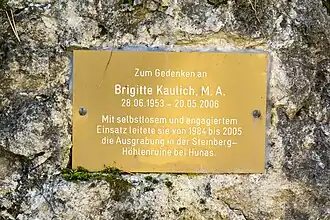 Zum Gedenken an
Brigitte Kaulich, M. A.
28.06.1953 – 20.05.2008
Mit selbstlosem und engagiertem
Einsatz leitete sie von 1984 bis 2005
die Ausgrabung in der Steinberg-
Höhlenruine bei Hunas.